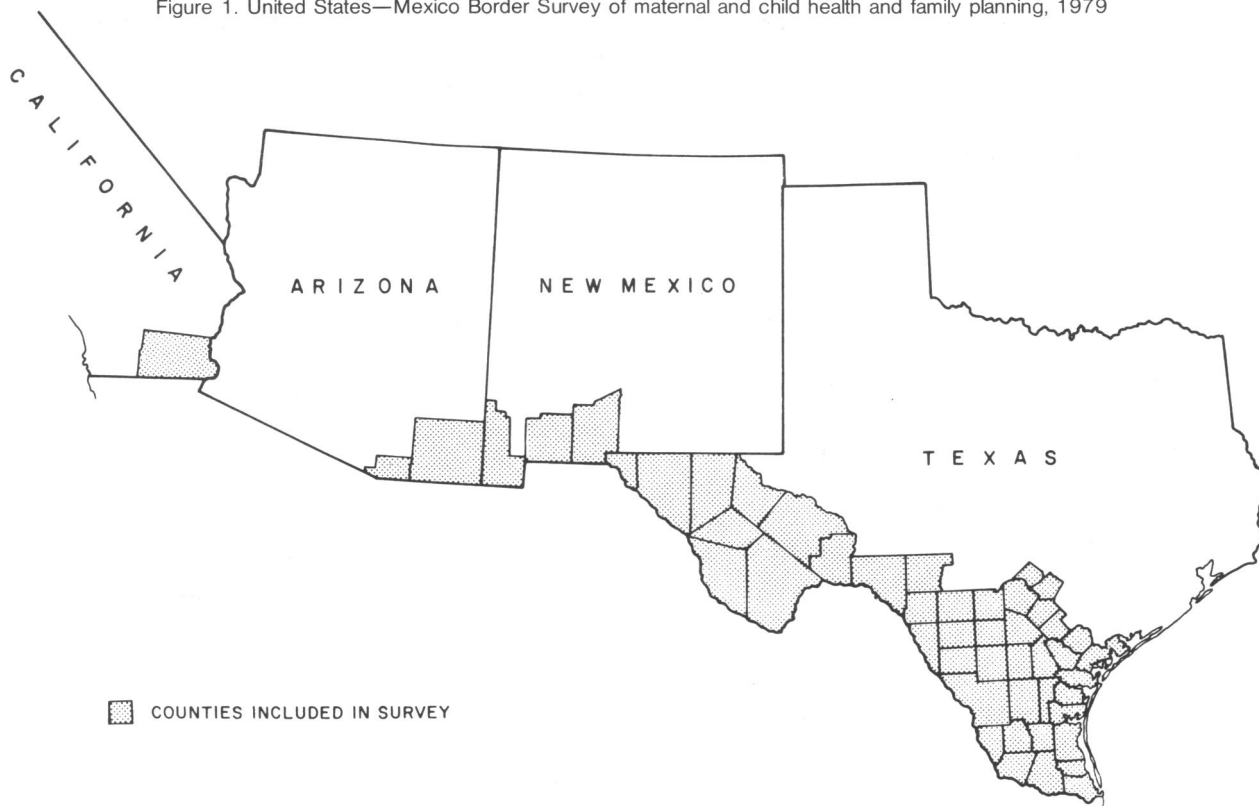 Figure 1. United States—Mexico Border Survey of maternal and child health and family planning, 1979
CALIFORNIA
ARIZONA
NEW MEXICO
TEXAS
COUNTIES INCLUDED IN SURVEY